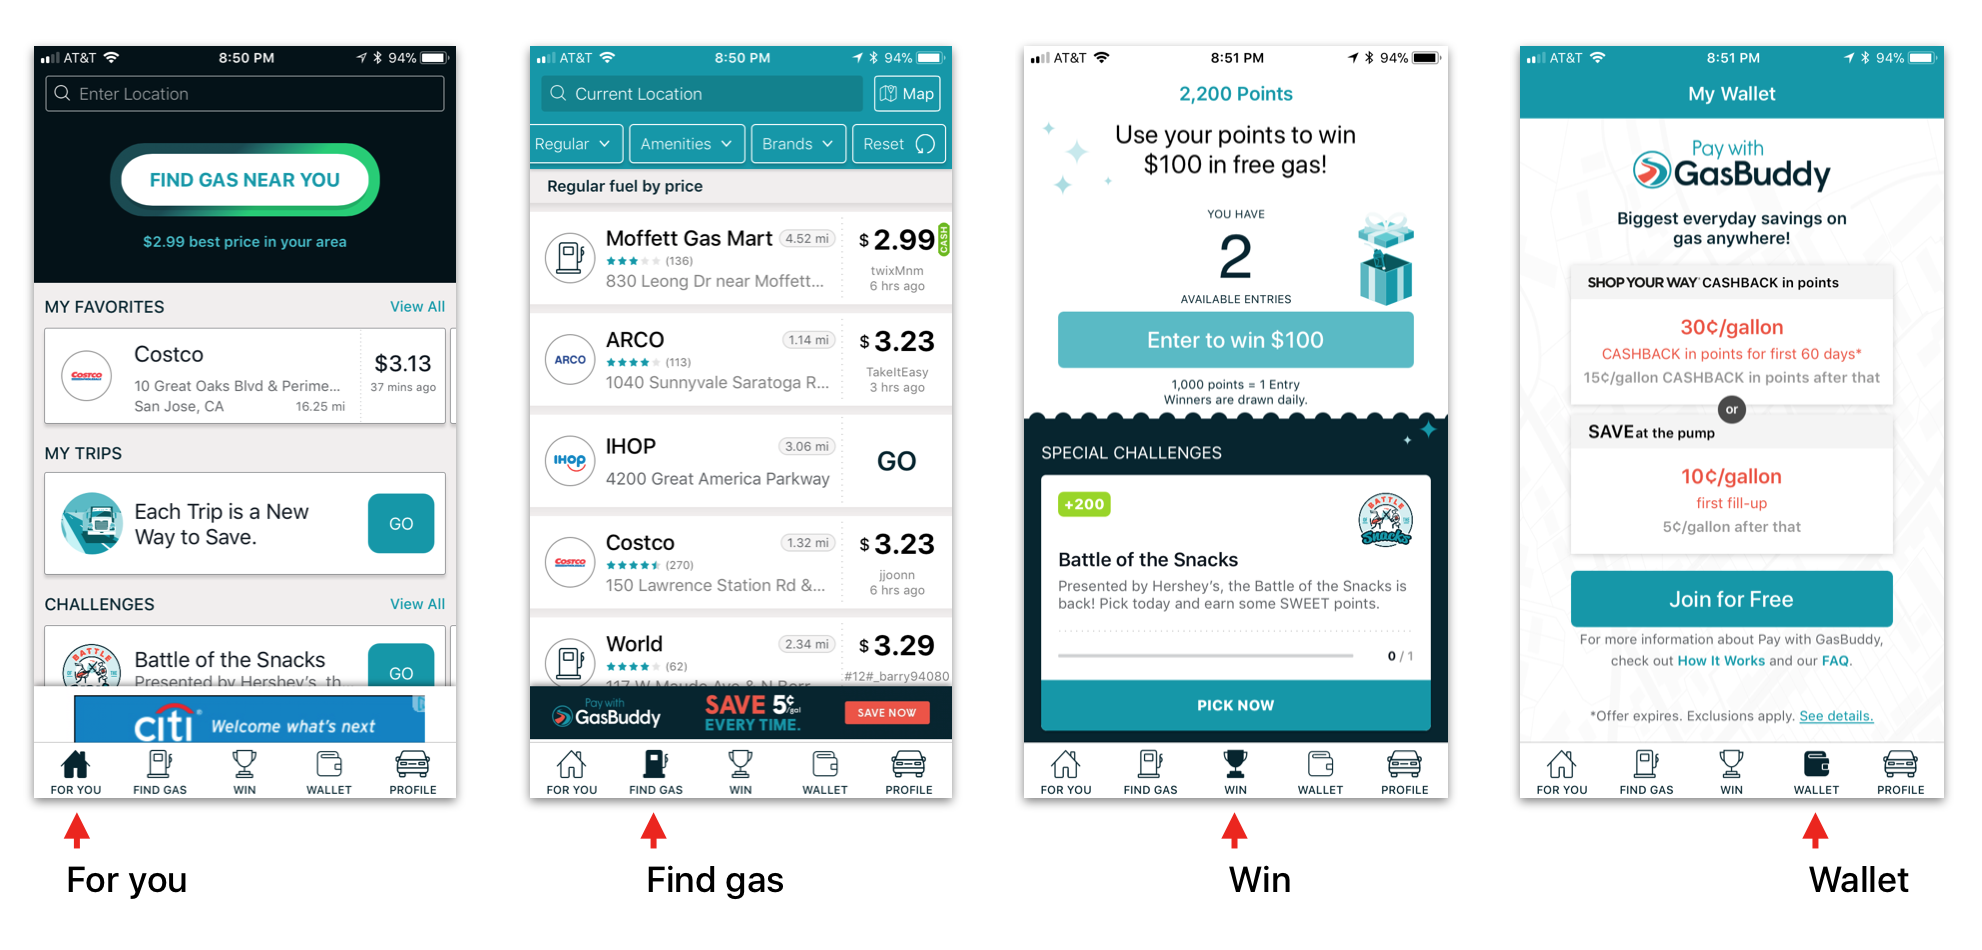 AT&T 8:50 PM 94%
Enter Location
FIND GAS NEAR YOU
$2.99 best price in your area
MY FAVORITES View All
COSTCO
Costco
10 Great Oaks Blvd & Perime...
San Jose, CA 16.25 mi
$3.13
37 mins ago
MY TRIPS
Each Trip is a New
Way to Save.
GO
CHALLENGES View All
BATTLE
Battle of the Snacks
Presented by Hershey's, th
GO
citi Welcome what's next
FOR YOU FIND GAS WIN WALLET PROFILE
For you
AT&T 8:50 PM 94%
Current Location Map
Regular Amenities Brands Reset
Regular fuel by price
Moffett Gas Mart 4.52 mi
(136)
830 Leong Dr near Moffett...
$ 2.99 CASH
twixMnm
6 hrs ago
ARCO
ARCO 1.14 mi
(113)
1040 Sunnyvale Saratoga R...
$ 3.23
TakeItEasy
3 hrs ago
IHOP
IHOP 3.06 mi
4200 Great America Parkway
GO
COSTCO
Costco 1.32 mi
(270)
150 Lawrence Station Rd &...
$ 3.23
jjoonn
6 hrs ago
World 2.34 mi
(62)
117 W Maude Ave & N Borr
$ 3.29
#12#_barry94080
Pay with
GasBuddy
SAVE 5¢/gal
EVERY TIME.
SAVE NOW
FOR YOU FIND GAS WIN WALLET PROFILE
Find gas
AT&T 8:51 PM 94%
2,200 Points
Use your points to win
$100 in free gas!
YOU HAVE
2
AVAILABLE ENTRIES
Enter to win $100
1,000 points = 1 Entry
Winners are drawn daily.
SPECIAL CHALLENGES
+200
BATTLE
Snacks
Battle of the Snacks
Presented by Hershey's, the Battle of the Snacks is
back! Pick today and earn some SWEET points.
0 / 1
PICK NOW
FOR YOU FIND GAS WIN WALLET PROFILE
Win
AT&T 8:51 PM 94%
My Wallet
Pay with
GasBuddy
Biggest everyday savings on
gas anywhere!
SHOP YOUR WAY CASHBACK in points
30¢/gallon
CASHBACK in points for first 60 days*
15¢/gallon CASHBACK in points after that
or
SAVE at the pump
10¢/gallon
first fill-up
5¢/gallon after that
Join for Free
For more information about Pay with GasBuddy,
check out How It Works and our FAQ.
*Offer expires. Exclusions apply. See details.
FOR YOU FIND GAS WIN WALLET PROFILE
Wallet